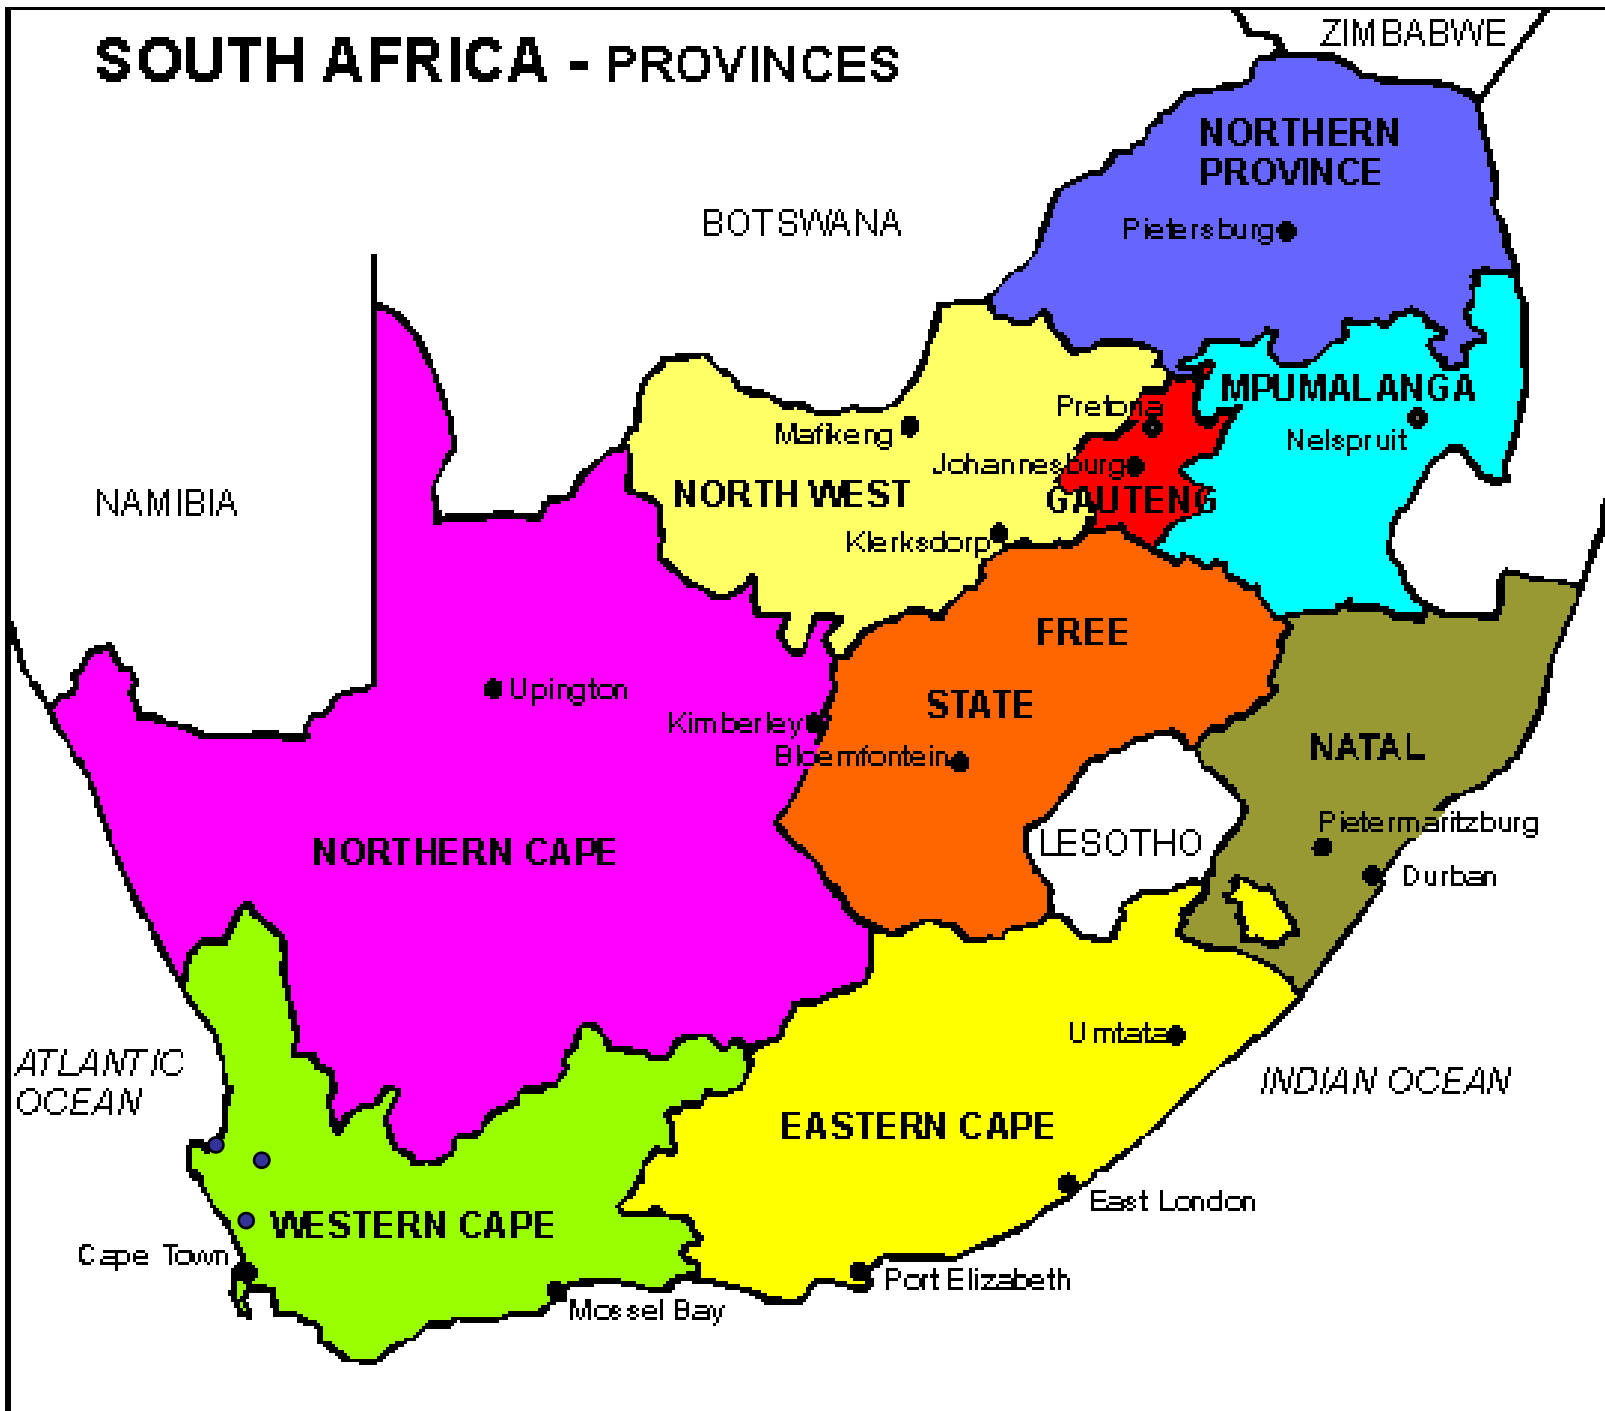 SOUTH AFRICA - PROVINCES
ZIMBABWE
NORTHERN
PROVINCE
BOTSWANA
Pietersburg
MPUMALANGA
Pretoria
Mafikeng
Nelspruit
Johannesburg
NAMIBIA
NORTH WEST
GAUTENG
Klerksdorp
FREE
STATE
Upington
Kimberley
NATAL
Bloemfontein
Pietermaritzburg
LESOTHO
NORTHERN CAPE
Durban
Umtata
ATLANTIC
OCEAN
INDIAN OCEAN
EASTERN CAPE
East London
WESTERN CAPE
Cape Town
Port Elizabeth
Mossel Bay